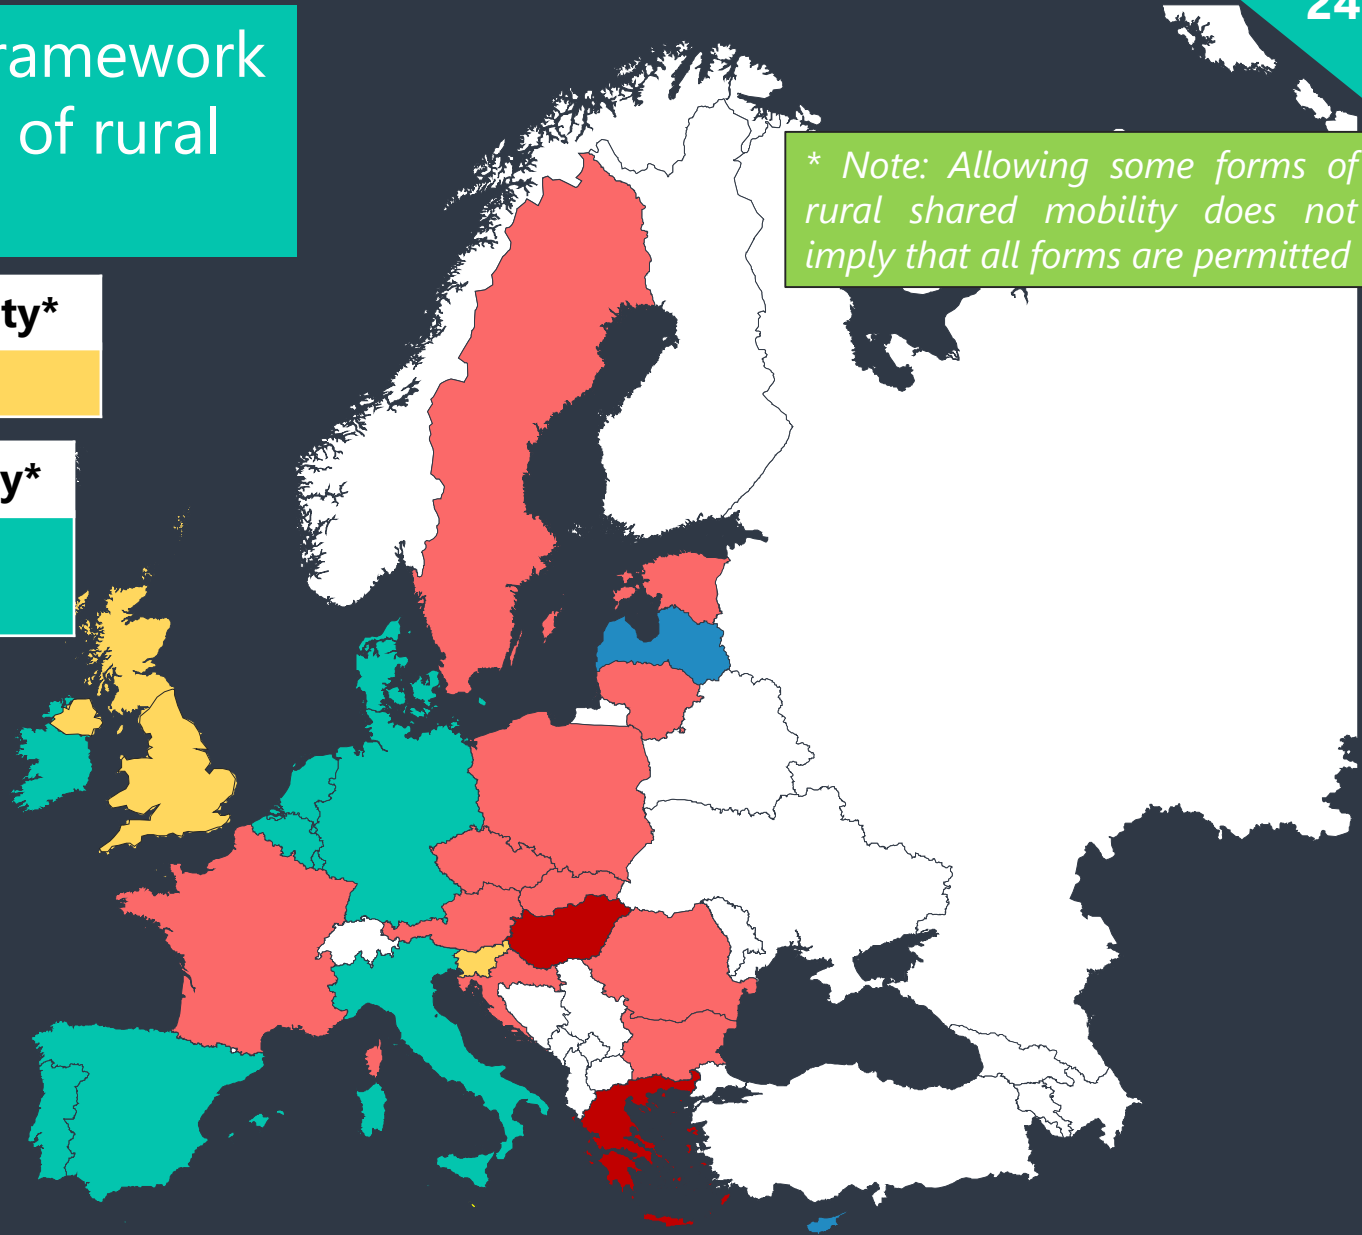 ramework
of rural
24
* Note: Allowing some forms of
rural shared mobility does not
imply that all forms are permitted
ty*
y*